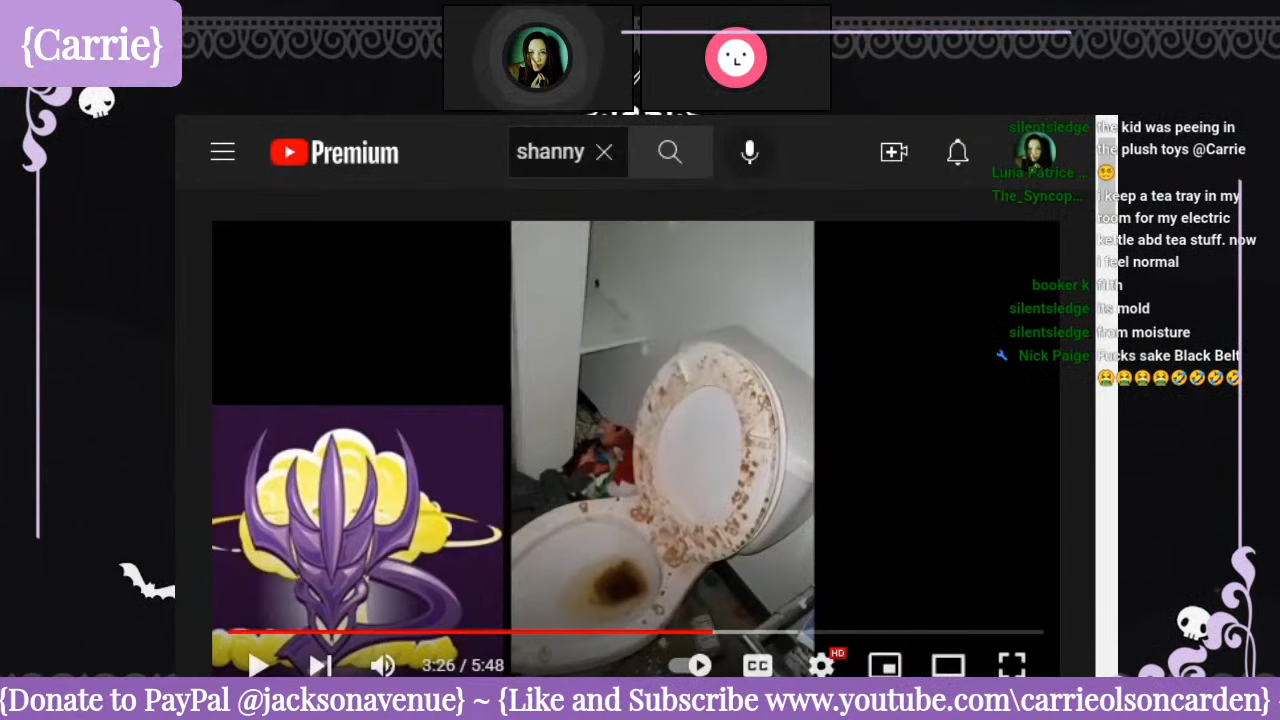 {Carrie}
Premium
shanny
silentsledge the kid was peeing in
the plush toys @Carrie
Luna Patrice ...
The_Syncop... i keep a tea tray in my
room for my electric
kettle abd tea stuff. now
i feel normal
booker k filth
silentsledge its mold
silentsledge from moisture
Nick Paige Fucks sake Black Belt
3:26 / 5:48
CC
HD
{Donate to PayPal @jacksonavenue} ~ {Like and Subscribe www.youtube.com\carrieolsoncarden}